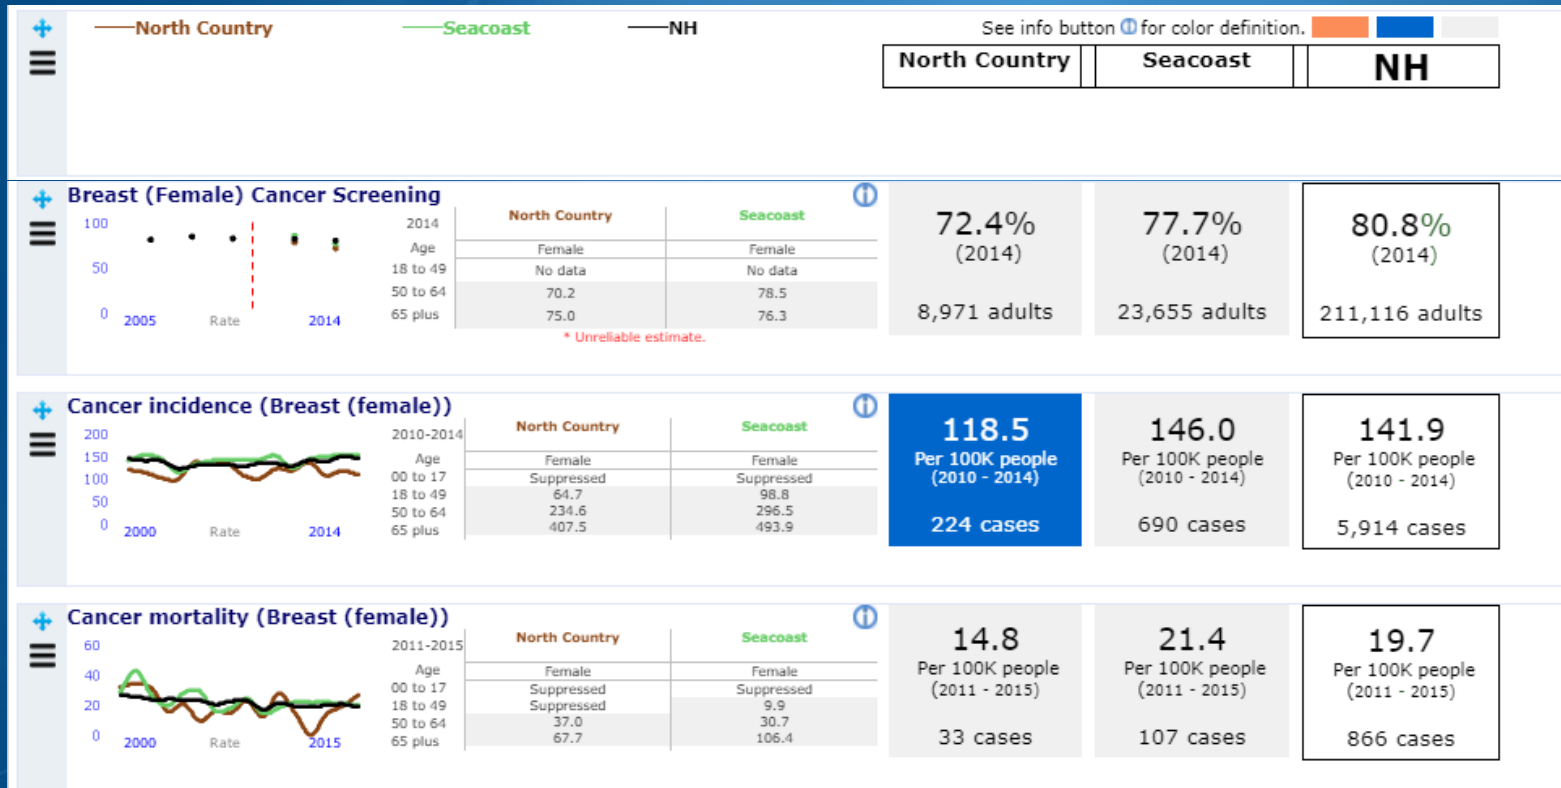 North Country Seacoast NH See info button ⓘ for color definition.
North Country Seacoast NH
Breast (Female) Cancer Screening
100
50
0
2005 Rate 2014
2014 North Country Seacoast
Age Female Female
18 to 49 No data No data
50 to 64 70.2 78.5
65 plus 75.0 76.3
* Unreliable estimate.
72.4%
(2014)
8,971 adults
77.7%
(2014)
23,655 adults
80.8%
(2014)
211,116 adults
Cancer incidence (Breast (female))
200
150
100
50
0
2000 Rate 2014
2010-2014 North Country Seacoast
Age Female Female
00 to 17 Suppressed Suppressed
18 to 49 64.7 98.8
50 to 64 234.6 296.5
65 plus 407.5 493.9
118.5
Per 100K people
(2010 - 2014)
224 cases
146.0
Per 100K people
(2010 - 2014)
690 cases
141.9
Per 100K people
(2010 - 2014)
5,914 cases
Cancer mortality (Breast (female))
60
40
20
0
2000 Rate 2015
2011-2015 North Country Seacoast
Age Female Female
00 to 17 Suppressed Suppressed
18 to 49 Suppressed 9.9
50 to 64 37.0 30.7
65 plus 67.7 106.4
14.8
Per 100K people
(2011 - 2015)
33 cases
21.4
Per 100K people
(2011 - 2015)
107 cases
19.7
Per 100K people
(2011 - 2015)
866 cases